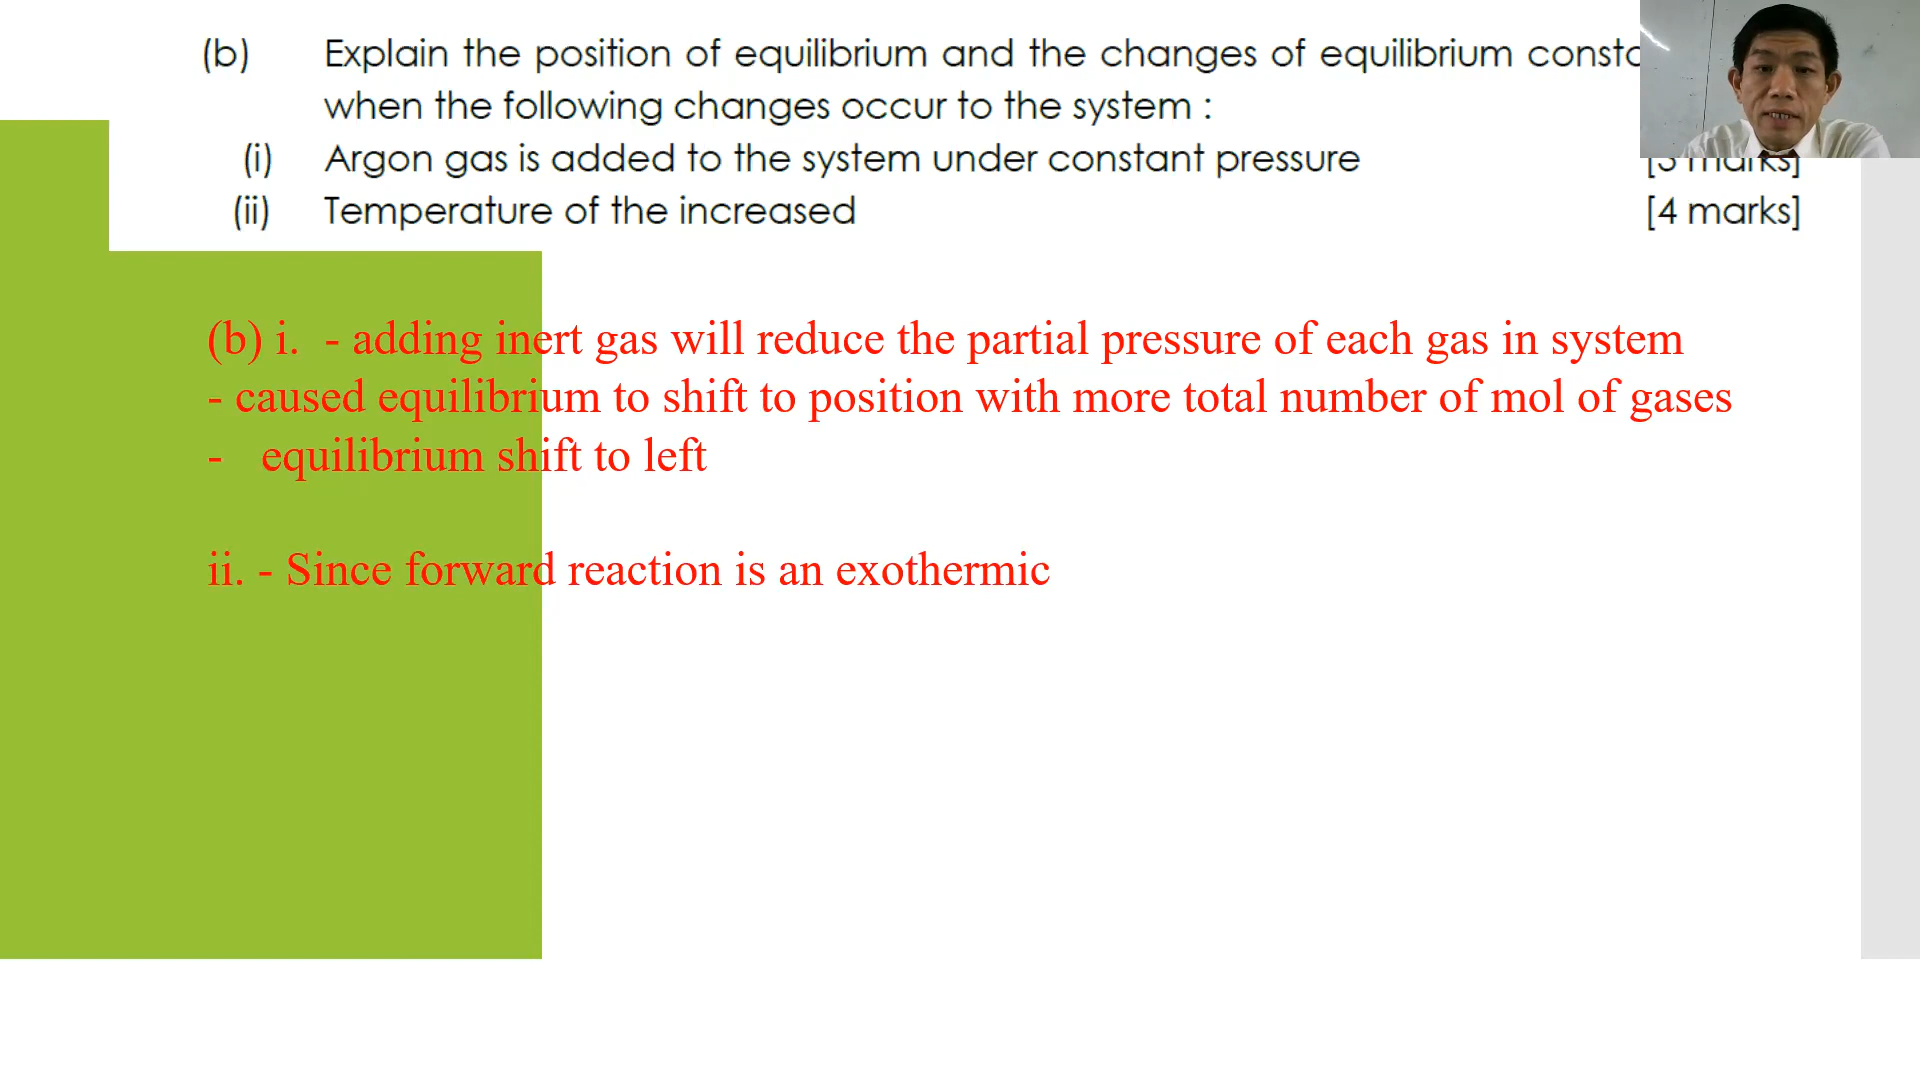 (b) Explain the position of equilibrium and the changes of equilibrium
when the following changes occur to the system :
(i) Argon gas is added to the system under constant pressure marks]
(ii) Temperature of the increased [4 marks]
(b) i. - adding inert gas will reduce the partial pressure of each gas in system
- caused equilibrium to shift to position with more total number of mol of gases
- equilibrium shift to left
ii. - Since forward reaction is an exothermic